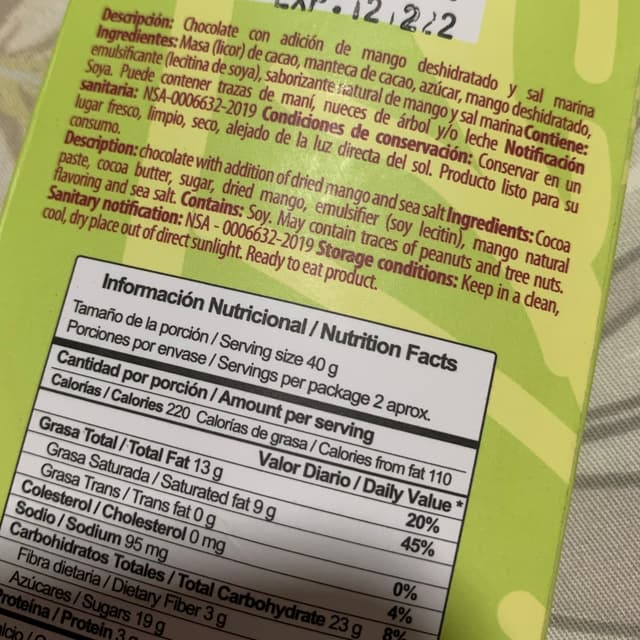 EXP. 12.2.22
Descripción: Chocolate con adición de mango deshidratado y sal marina
Ingredientes: Masa (licor) de cacao, manteca de cacao, azúcar, mango deshidratado,
emulsificante (lecitina de soya), saborizante natural de mango y sal marina Contiene:
Soya. Puede contener trazas de maní, nueces de árbol y/o leche Notificación
sanitaria: NSA-0006632-2019 Condiciones de conservación: Conservar en un
lugar fresco, limpio, seco, alejado de la luz directa del sol. Producto listo para su
consumo.
Description: chocolate with addition of dried mango and sea salt Ingredients: Cocoa
paste, cocoa butter, sugar, dried mango, emulsifier (soy lecitin), mango natural
flavoring and sea salt. Contains: Soy. May contain traces of peanuts and tree nuts.
Sanitary notification: NSA - 0006632-2019 Storage conditions: Keep in a clean,
cool, dry place out of direct sunlight. Ready to eat product.
Información Nutricional / Nutrition Facts
Tamaño de la porción / Serving size 40 g
Porciones por envase / Servings per package 2 aprox.
Cantidad por porción / Amount per serving
Calorías / Calories 220 Calorías de grasa / Calories from fat 110
Valor Diario / Daily Value *
Grasa Total / Total Fat 13 g 20%
Grasa Saturada / Saturated fat 9 g 45%
Grasa Trans / Trans fat 0 g
Colesterol / Cholesterol 0 mg 0%
Sodio / Sodium 95 mg 4%
Carbohidratos Totales / Total Carbohydrate 23 g 8%
Fibra dietaria / Dietary Fiber 3 g
Azúcares / Sugars 19 g
Proteína / Protein 3 g